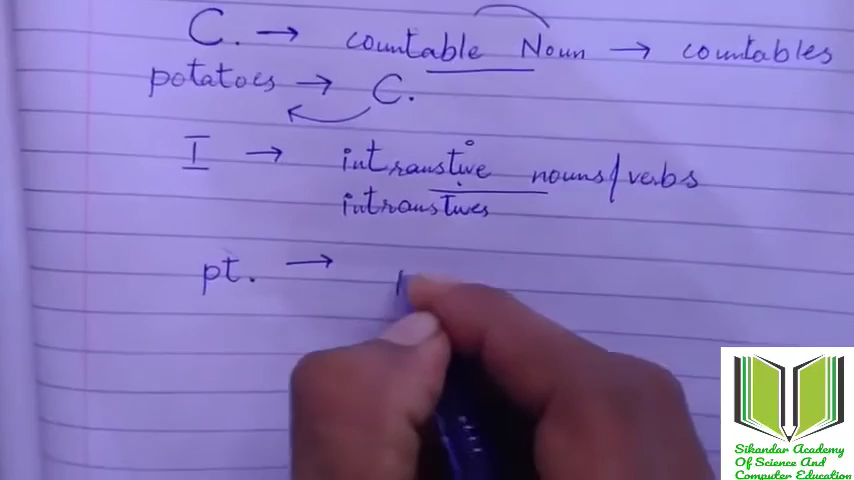 C. → countable Noun → countables
potatoes → C.
I → intranstive nouns/verbs
intranstives
pt. →
Sikandar Academy
Of Science And
Computer Education